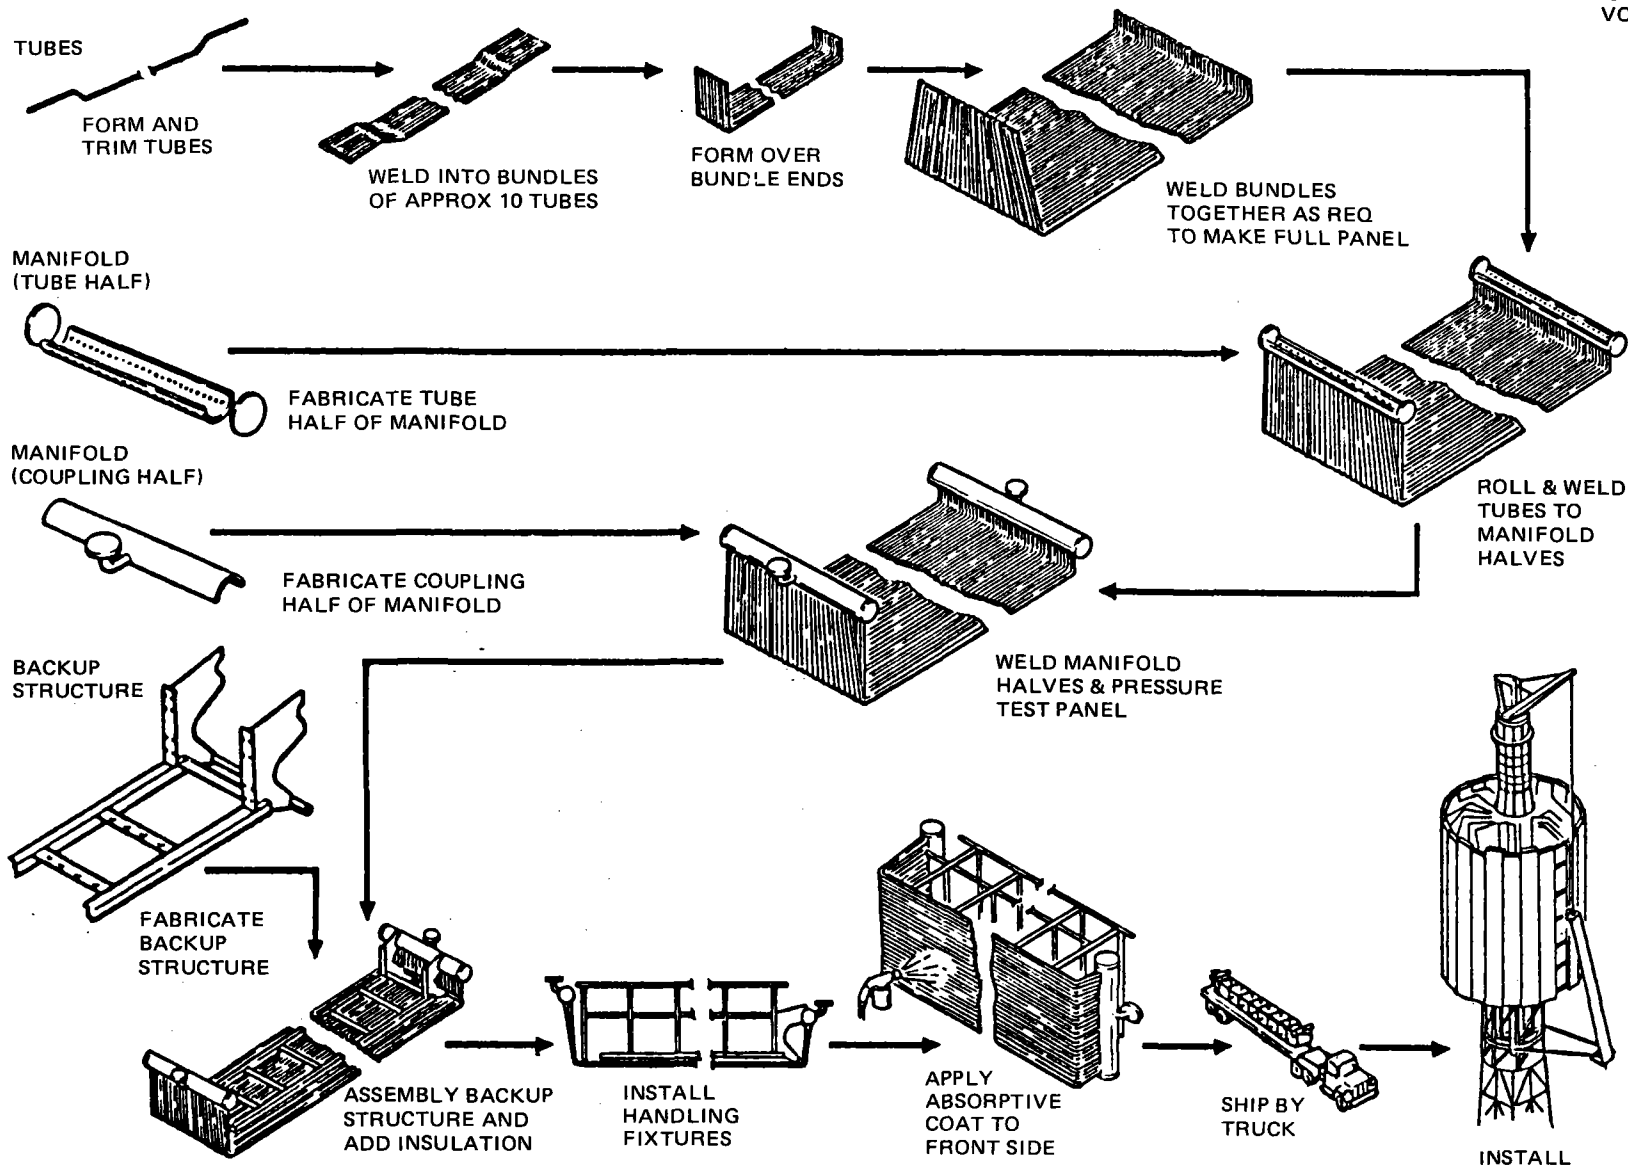 TUBES
FORM AND
TRIM TUBES
WELD INTO BUNDLES
OF APPROX 10 TUBES
FORM OVER
BUNDLE ENDS
WELD BUNDLES
TOGETHER AS REQ
TO MAKE FULL PANEL
MANIFOLD
(TUBE HALF)
FABRICATE TUBE
HALF OF MANIFOLD
ROLL & WELD
TUBES TO
MANIFOLD
HALVES
MANIFOLD
(COUPLING HALF)
FABRICATE COUPLING
HALF OF MANIFOLD
WELD MANIFOLD
HALVES & PRESSURE
TEST PANEL
BACKUP
STRUCTURE
FABRICATE
BACKUP
STRUCTURE
ASSEMBLY BACKUP
STRUCTURE AND
ADD INSULATION
INSTALL
HANDLING
FIXTURES
APPLY
ABSORPTIVE
COAT TO
FRONT SIDE
SHIP BY
TRUCK
INSTALL